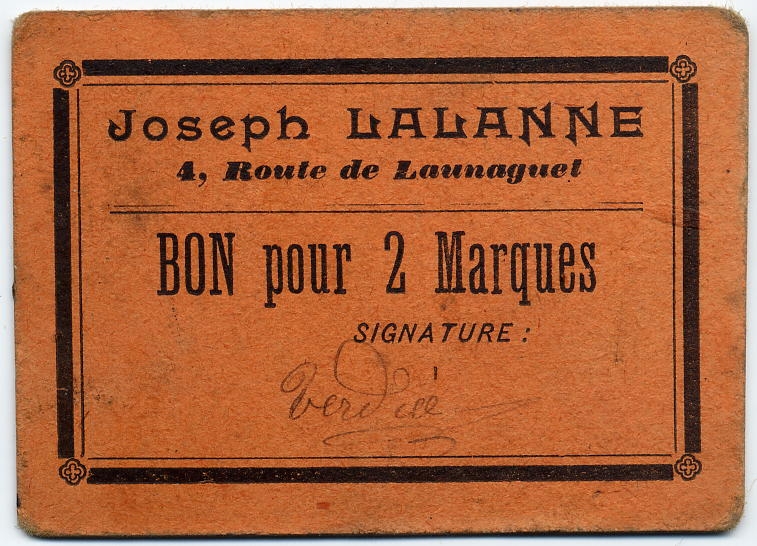 Joseph LALANNE
4, Route de Launaguet
BON pour 2 Marques
SIGNATURE :